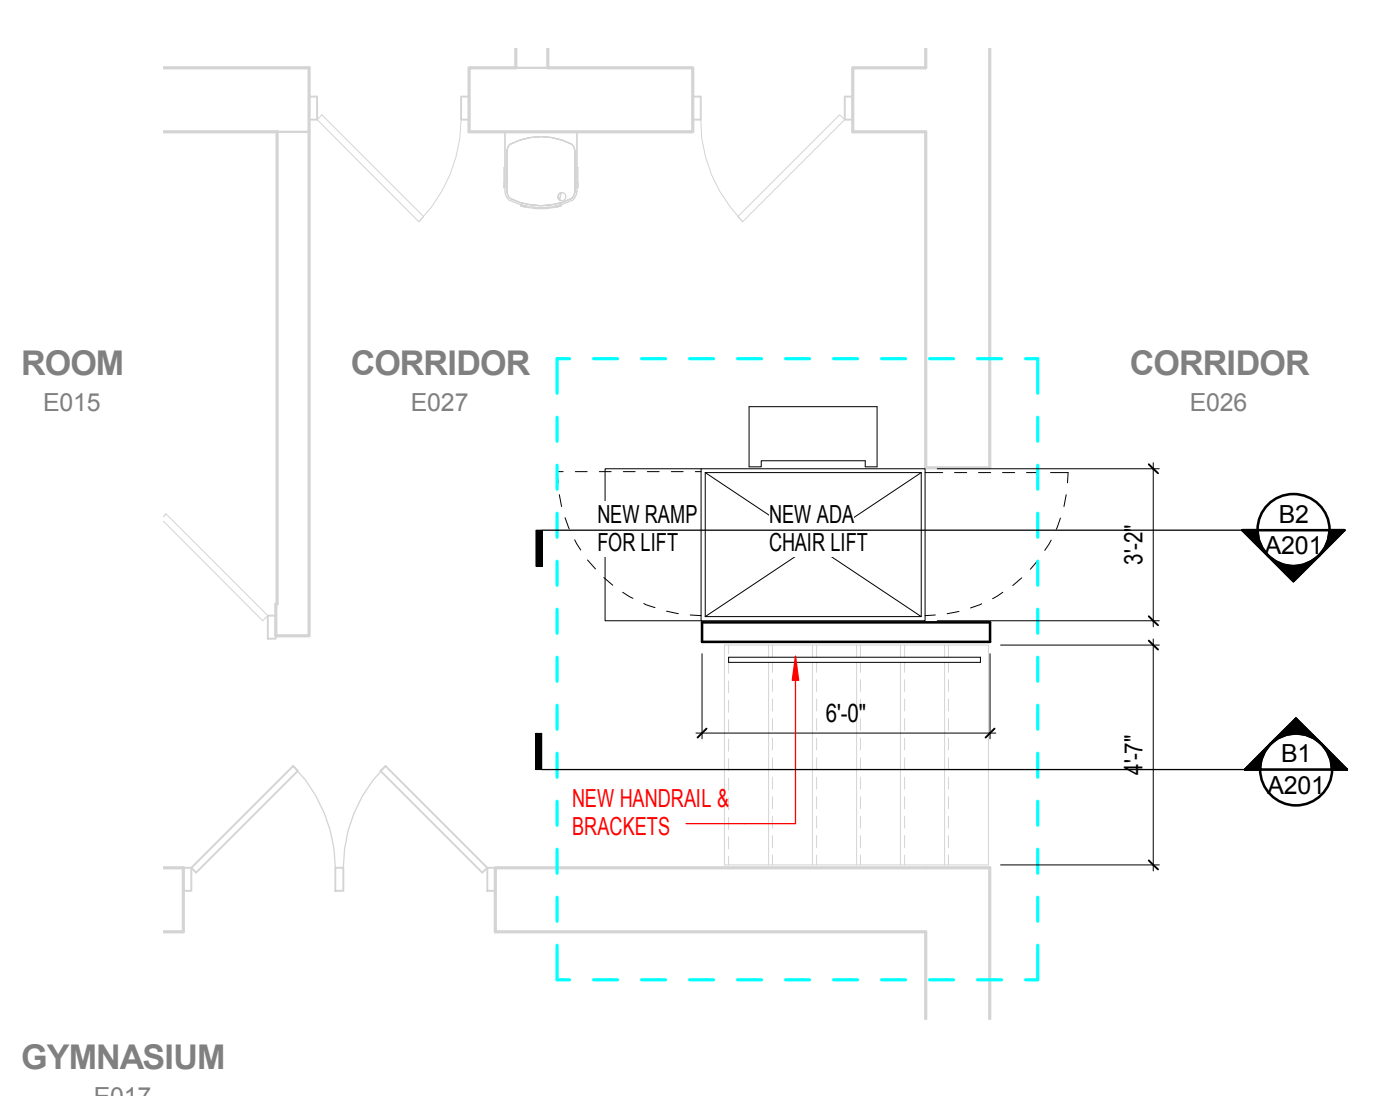 ROOM
E015
CORRIDOR
E027
CORRIDOR
E026
NEW RAMP
FOR LIFT
NEW ADA
CHAIR LIFT
3'-2"
B2
A201
6'-0"
4'-7"
B1
A201
NEW HANDRAIL &
BRACKETS
GYMNASIUM
E017